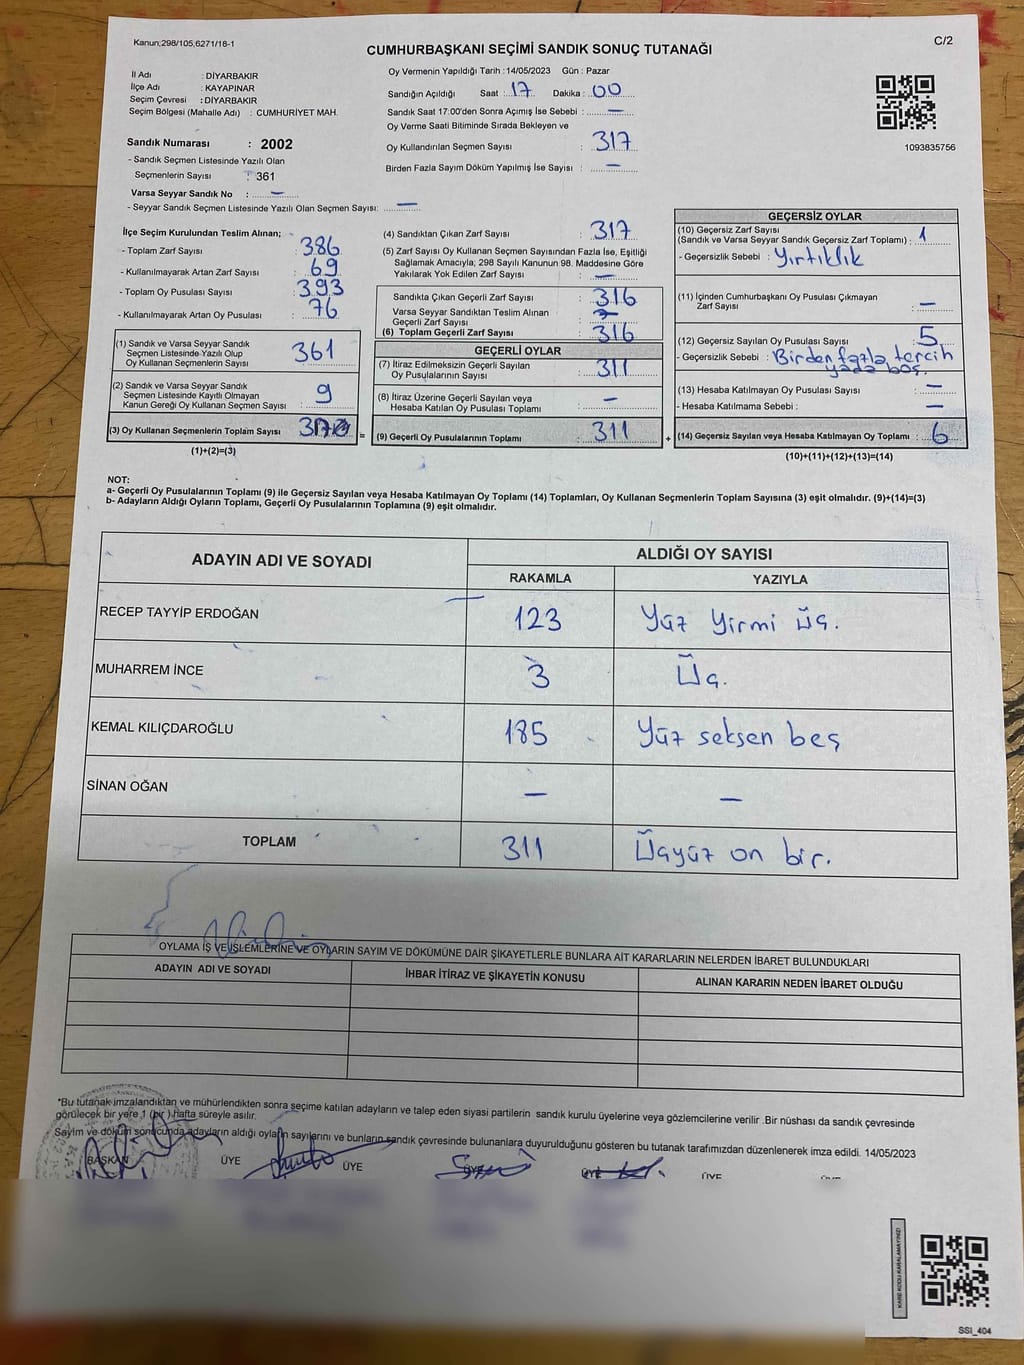 Kanun;298/105,6271/18-1
C/2
CUMHURBAŞKANI SEÇİMİ SANDIK SONUÇ TUTANAĞI
İl Adı : DİYARBAKIR
İlçe Adı : KAYAPINAR
Seçim Çevresi : DİYARBAKIR
Seçim Bölgesi (Mahalle Adı) : CUMHURİYET MAH.
Sandık Numarası : 2002
- Sandık Seçmen Listesinde Yazılı Olan
Seçmenlerin Sayısı : 361
Varsa Seyyar Sandık No : —
- Seyyar Sandık Seçmen Listesinde Yazılı Olan Seçmen Sayısı: —
Oy Vermenin Yapıldığı Tarih : 14/05/2023 Gün : Pazar
Sandığın Açıldığı Saat : 17 Dakika : 00
Sandık Saat 17:00'den Sonra Açımış İse Sebebi : —
Oy Verme Saati Bitiminde Sırada Bekleyen ve
Oy Kullandırılan Seçmen Sayısı : 317
Birden Fazla Sayım Döküm Yapılmış İse Sayısı : —
1093835756
İlçe Seçim Kurulundan Teslim Alınan;
- Toplam Zarf Sayısı : 386
- Kullanılmayarak Artan Zarf Sayısı : 69
- Toplam Oy Pusulası Sayısı : 393
- Kullanılmayarak Artan Oy Pusulası : 76
(1) Sandık ve Varsa Seyyar Sandık
Seçmen Listesinde Yazılı Olup
Oy Kullanan Seçmenlerin Sayısı : 361
(2) Sandık ve Varsa Seyyar Sandık
Seçmen Listesinde Kayıtlı Olmayan
Kanun Gereği Oy Kullanan Seçmen Sayısı : 9
(3) Oy Kullanan Seçmenlerin Toplam Sayısı :
(1)+(2)=(3)
(4) Sandıktan Çıkan Zarf Sayısı : 317
(5) Zarf Sayısı Oy Kullanan Seçmen Sayısından Fazla İse, Eşitliği
Sağlamak Amacıyla; 298 Sayılı Kanunun 98. Maddesine Göre
Yakılarak Yok Edilen Zarf Sayısı : —
Sandıkta Çıkan Geçerli Zarf Sayısı : 316
Varsa Seyyar Sandıktan Teslim Alınan
Geçerli Zarf Sayısı :
(6) Toplam Geçerli Zarf Sayısı : 316
GEÇERLİ OYLAR
(7) İtiraz Edilmeksizin Geçerli Sayılan
Oy Pusulalarının Sayısı : 311
(8) İtiraz Üzerine Geçerli Sayılan veya
Hesaba Katılan Oy Pusulası Toplamı : —
= (9) Geçerli Oy Pusulalarının Toplamı : 311 +
GEÇERSİZ OYLAR
(10) Geçersiz Zarf Sayısı
(Sandık ve Varsa Seyyar Sandık Geçersiz Zarf Toplamı) : 1
- Geçersizlik Sebebi : Yırtıklık
(11) İçinden Cumhurbaşkanı Oy Pusulası Çıkmayan
Zarf Sayısı : —
(12) Geçersiz Sayılan Oy Pusulası Sayısı : 5
- Geçersizlik Sebebi : Birden fazla tercih
yada boş.
(13) Hesaba Katılmayan Oy Pusulası Sayısı : —
- Hesaba Katılmama Sebebi : —
(14) Geçersiz Sayılan veya Hesaba Katılmayan Oy Toplamı : 6
(10)+(11)+(12)+(13)=(14)
NOT:
a- Geçerli Oy Pusulalarının Toplamı (9) ile Geçersiz Sayılan veya Hesaba Katılmayan Oy Toplamı (14) Toplamları, Oy Kullanan Seçmenlerin Toplam Sayısına (3) eşit olmalıdır. (9)+(14)=(3)
b- Adayların Aldığı Oyların Toplamı, Geçerli Oy Pusulalarının Toplamına (9) eşit olmalıdır.
ADAYIN ADI VE SOYADI ALDIĞI OY SAYISI
RAKAMLA YAZIYLA
RECEP TAYYİP ERDOĞAN 123 Yüz Yirmi üç.
MUHARREM İNCE 3 Üç.
KEMAL KILIÇDAROĞLU 185 Yüz seksen beş
SİNAN OĞAN — —
TOPLAM 311 Üçyüz on bir.
OYLAMA İŞ VE İŞLEMLERİNE VE OYLARIN SAYIM VE DÖKÜMÜNE DAİR ŞİKAYETLERLE BUNLARA AİT KARARLARIN NELERDEN İBARET BULUNDUKLARI
ADAYIN ADI VE SOYADI İHBAR İTİRAZ VE ŞİKAYETİN KONUSU ALINAN KARARIN NEDEN İBARET OLDUĞU
*Bu tutanak imzalandıktan ve mühürlendikten sonra seçime katılan adayların ve talep eden siyasi partilerin sandık kurulu üyelerine veya gözlemcilerine verilir .Bir nüshası da sandık çevresinde
görülecek bir yere 1 (bir ) hafta süreyle asılır.
Sayım ve döküm sonucunda adayların aldığı oyların sayılarını ve bunların sandık çevresinde bulunanlara duyurulduğunu gösteren bu tutanak tarafımızdan düzenlenerek imza edildi. 14/05/2023
BAŞKAN ÜYE ÜYE ÜYE ÜYE ÜYE
KARE KODU KARALAMAYINIZ!
SSI_404